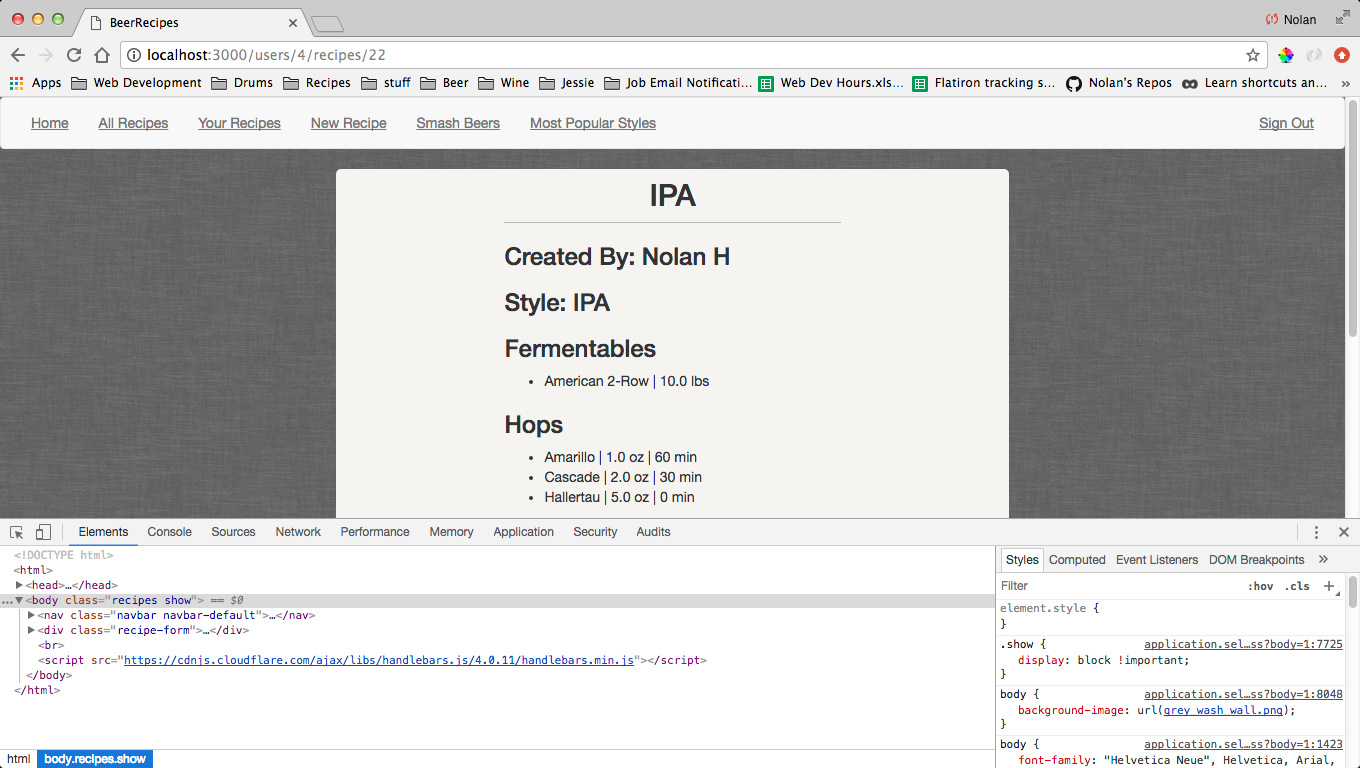 BeerRecipes
Nolan
localhost:3000/users/4/recipes/22
Apps Web Development Drums Recipes stuff Beer Wine Jessie Job Email Notificati... Web Dev Hours.xls... Flatiron tracking s... Nolan's Repos Learn shortcuts an... »
Home All Recipes Your Recipes New Recipe Smash Beers Most Popular Styles Sign Out
IPA
Created By: Nolan H
Style: IPA
Fermentables
• American 2-Row | 10.0 lbs
Hops
• Amarillo | 1.0 oz | 60 min
• Cascade | 2.0 oz | 30 min
• Hallertau | 5.0 oz | 0 min
Elements Console Sources Network Performance Memory Application Security Audits
<!DOCTYPE html>
<html>
<head>…</head>
<body class="recipes show"> == $0
<nav class="navbar navbar-default">…</nav>
<div class="recipe-form">…</div>
<br>
<script src="https://cdnjs.cloudflare.com/ajax/libs/handlebars.js/4.0.11/handlebars.min.js"></script>
</body>
</html>
html body.recipes.show
Styles Computed Event Listeners DOM Breakpoints »
Filter :hov .cls +
element.style {
}
.show { application.sel…ss?body=1:7725
display: block !important;
}
body { application.sel…ss?body=1:8048
background-image: url(grey_wash_wall.png);
}
body { application.sel…ss?body=1:1423
font-family: "Helvetica Neue", Helvetica, Arial,